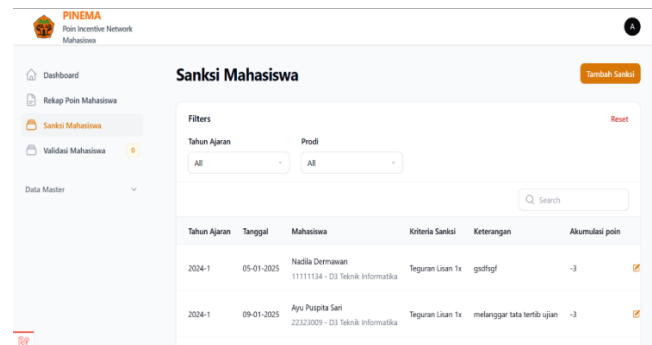 PINEMA
Poin Incentive Network
Mahasiswa
A
Dashboard
Rekap Poin Mahasiswa
Sanksi Mahasiswa
Validasi Mahasiswa 0
Data Master
Sanksi Mahasiswa
Tambah Sanksi
Filters
Reset
Tahun Ajaran Prodi
All All
Search
Tahun Ajaran Tanggal Mahasiswa Kriteria Sanksi Keterangan Akumulasi poin
2024-1 05-01-2025 Nadila Dermawan
11111134 - D3 Teknik Informatika Teguran Lisan 1x gsdfsgf -3
2024-1 09-01-2025 Ayu Puspita Sari
22323009 - D3 Teknik Informatika Teguran Lisan 1x melanggar tata tertib ujian -3